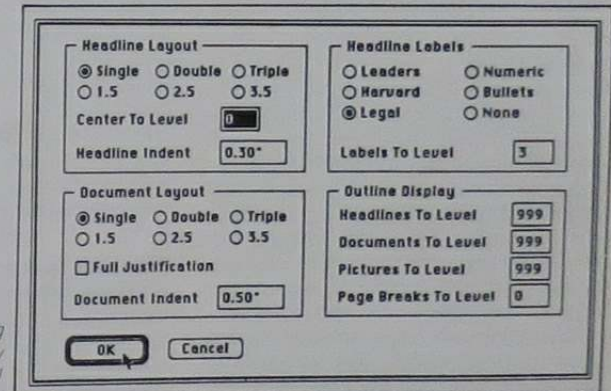 Headline Layout
Single Double Triple
1.5 2.5 3.5
Center To Level 0
Headline Indent 0.30"
Headline Labels
Leaders Numeric
Harvard Bullets
Legal None
Labels To Level 3
Document Layout
Single Double Triple
1.5 2.5 3.5
Full Justification
Document Indent 0.50"
Outline Display
Headlines To Level 999
Documents To Level 999
Pictures To Level 999
Page Breaks To Level 0
OK Cancel